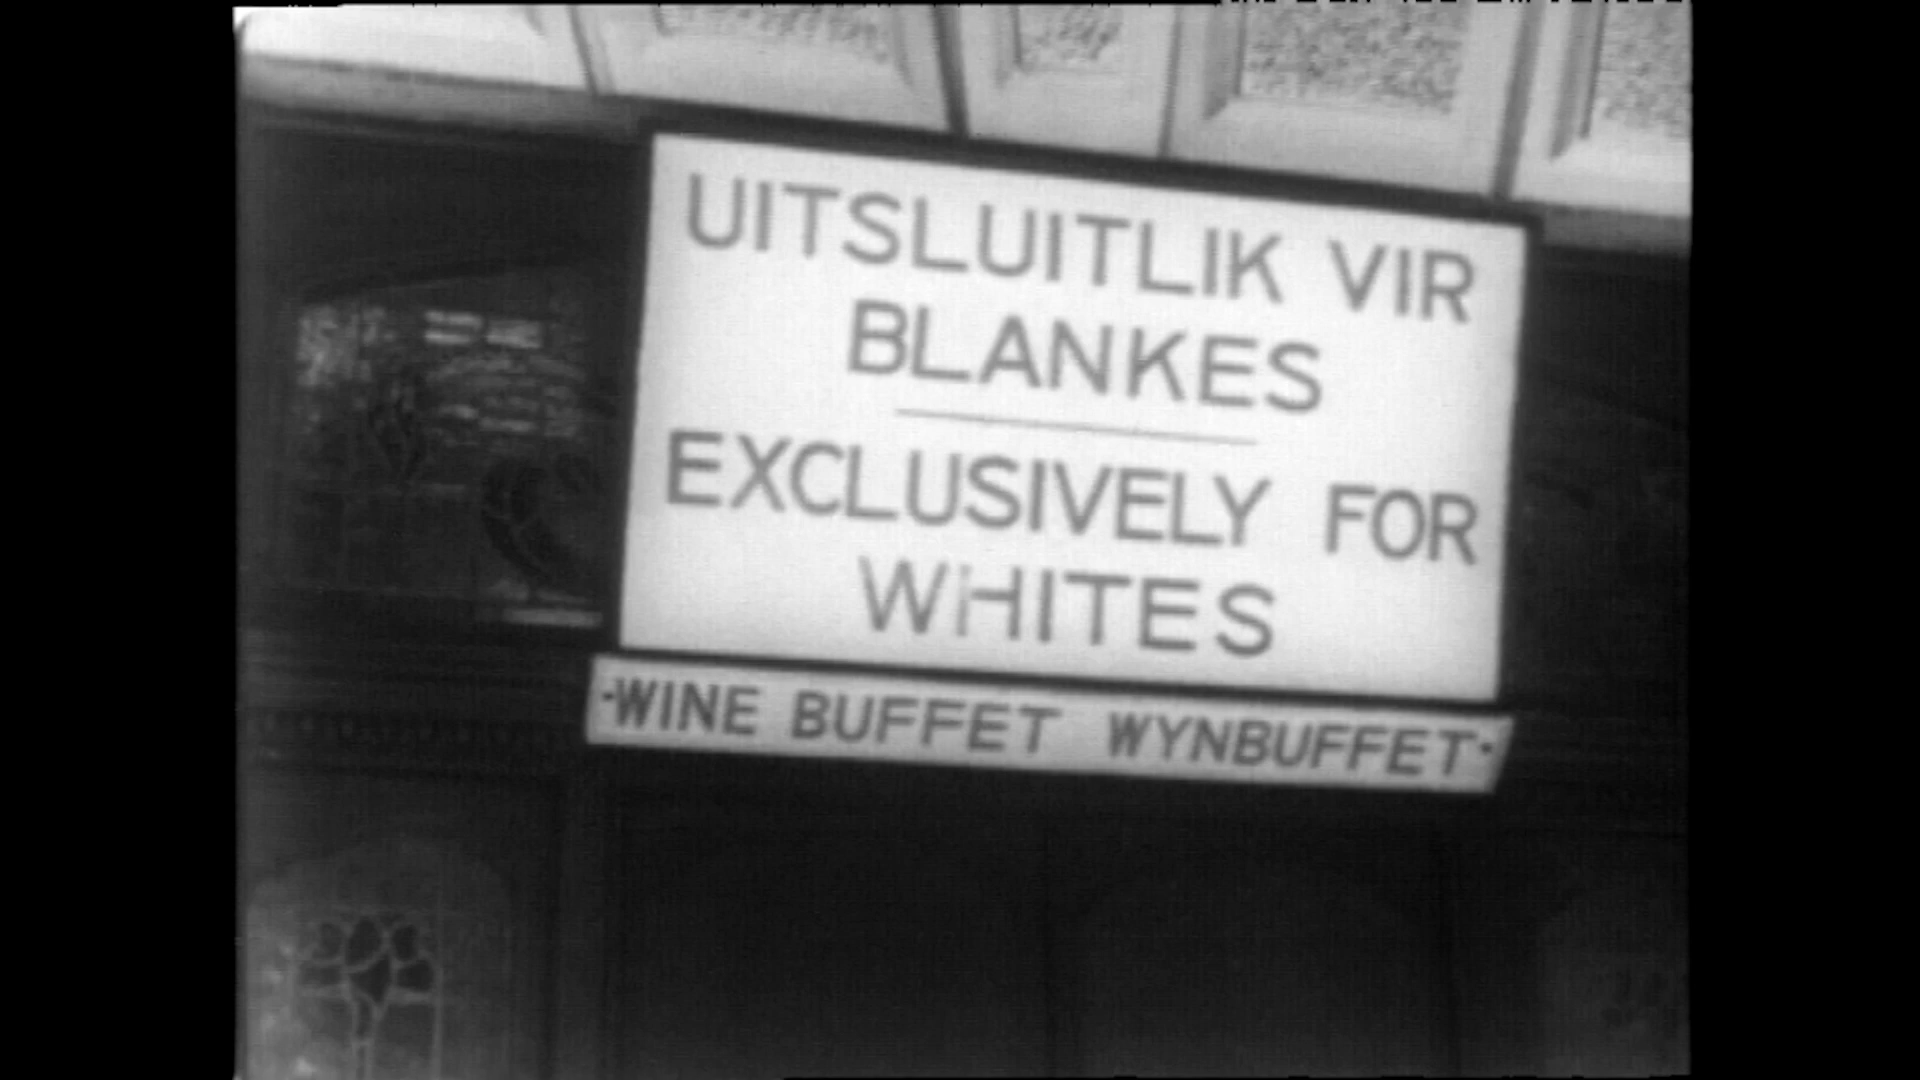 UITSLUITLIK VIR
BLANKES
EXCLUSIVELY FOR
WHITES
·WINE BUFFET WYNBUFFET·